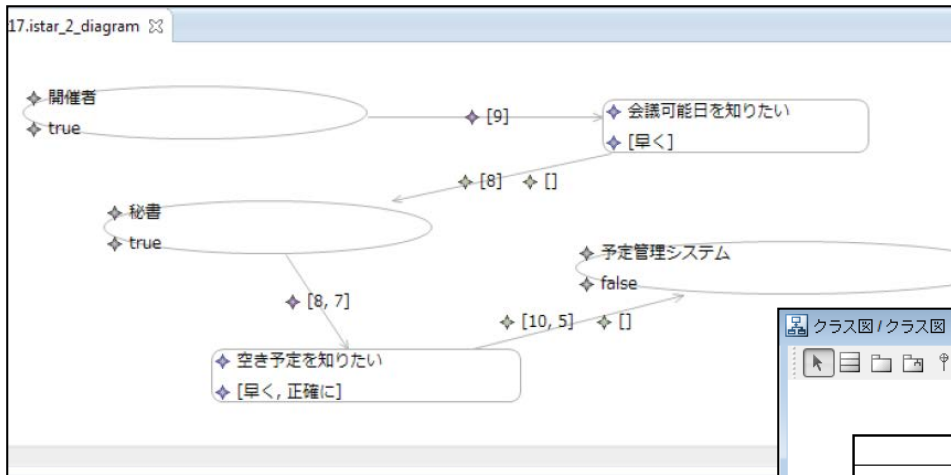 17.istar_2_diagram
開催者
true
[9]
会議可能日を知りたい
[早く]
[8] []
秘書
true
予定管理システム
false
[8, 7]
[10, 5] []
空き予定を知りたい
[早く, 正確に]
クラス図 / クラス図